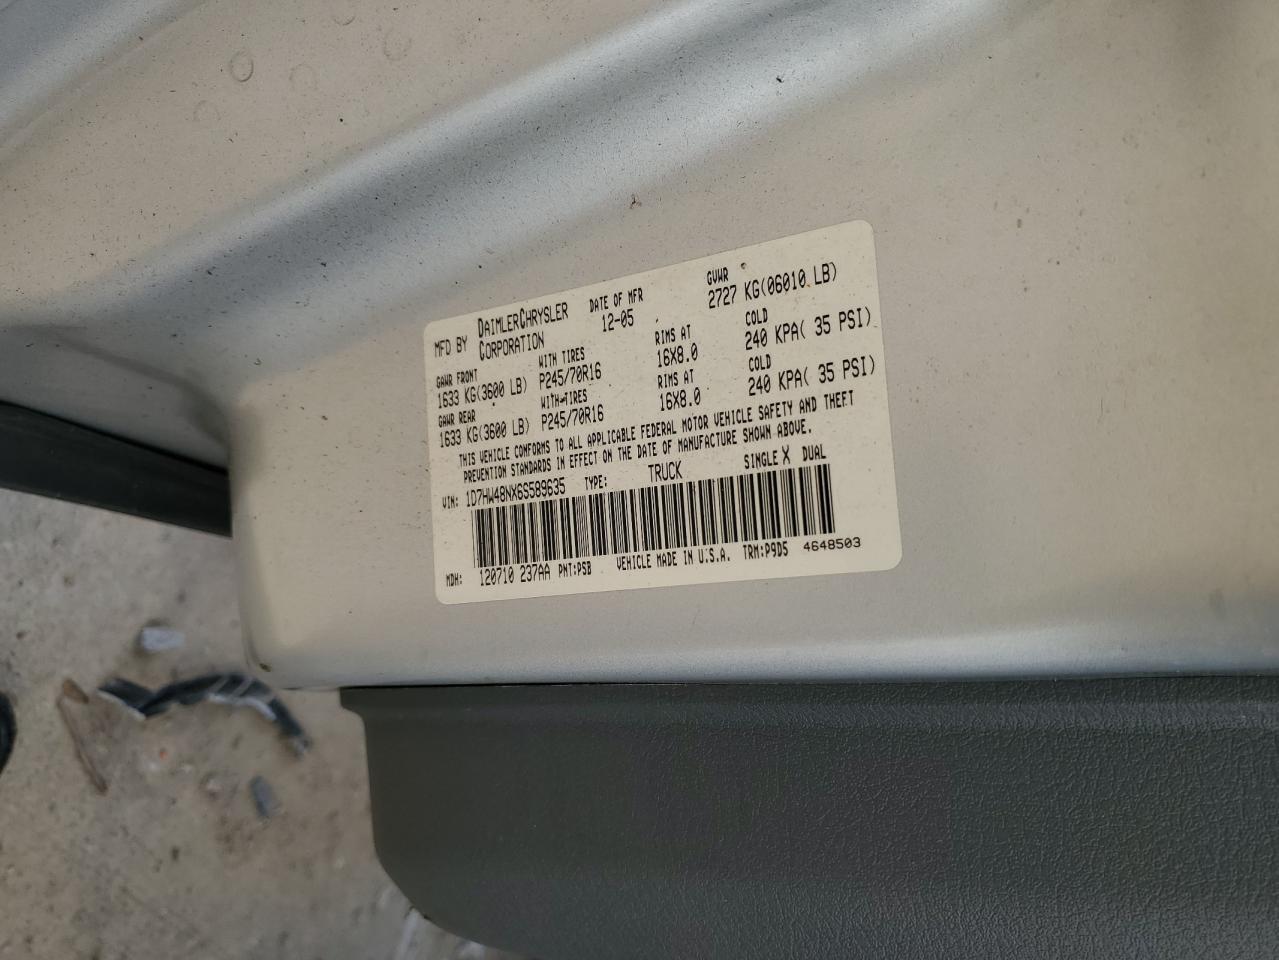 MFD BY DAIMLERCHRYSLER CORPORATION DATE OF MFR 12-05 GVWR 2727 KG(06010 LB)
GAWR FRONT WITH TIRES RIMS AT COLD
1633 KG(3600 LB) P245/70R16 16X8.0 240 KPA( 35 PSI)
GAWR REAR WITH TIRES RIMS AT COLD
1633 KG(3600 LB) P245/70R16 16X8.0 240 KPA( 35 PSI)
THIS VEHICLE CONFORMS TO ALL APPLICABLE FEDERAL MOTOR VEHICLE SAFETY AND THEFT
PREVENTION STANDARDS IN EFFECT ON THE DATE OF MANUFACTURE SHOWN ABOVE.
VIN: 1D7HW48NX6S589635 TYPE: TRUCK SINGLE X DUAL
MDH: 120710 237AA PNT:PSB VEHICLE MADE IN U.S.A. TRM:P9D5 4648503